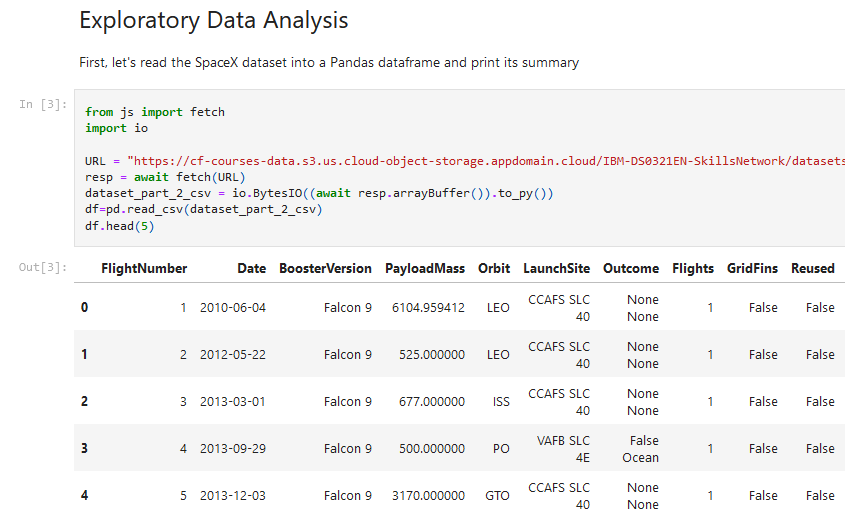 Exploratory Data Analysis
First, let's read the SpaceX dataset into a Pandas dataframe and print its summary
In [3]:
from js import fetch
import io
URL = "https://cf-courses-data.s3.us.cloud-object-storage.appdomain.cloud/IBM-DS0321EN-SkillsNetwork/datasets
resp = await fetch(URL)
dataset_part_2_csv = io.BytesIO((await resp.arrayBuffer()).to_py())
df=pd.read_csv(dataset_part_2_csv)
df.head(5)
Out[3]:
FlightNumber Date BoosterVersion PayloadMass Orbit LaunchSite Outcome Flights GridFins Reused
0 1 2010-06-04 Falcon 9 6104.959412 LEO CCAFS SLC 40 None None 1 False False
1 2 2012-05-22 Falcon 9 525.000000 LEO CCAFS SLC 40 None None 1 False False
2 3 2013-03-01 Falcon 9 677.000000 ISS CCAFS SLC 40 None None 1 False False
3 4 2013-09-29 Falcon 9 500.000000 PO VAFB SLC 4E False Ocean 1 False False
4 5 2013-12-03 Falcon 9 3170.000000 GTO CCAFS SLC 40 None None 1 False False